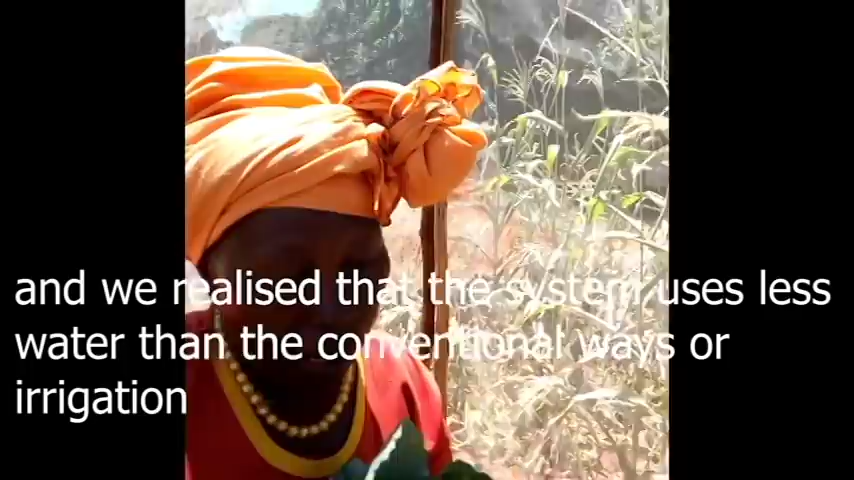 and we realised that the system uses less
water than the conventional ways or
irrigation